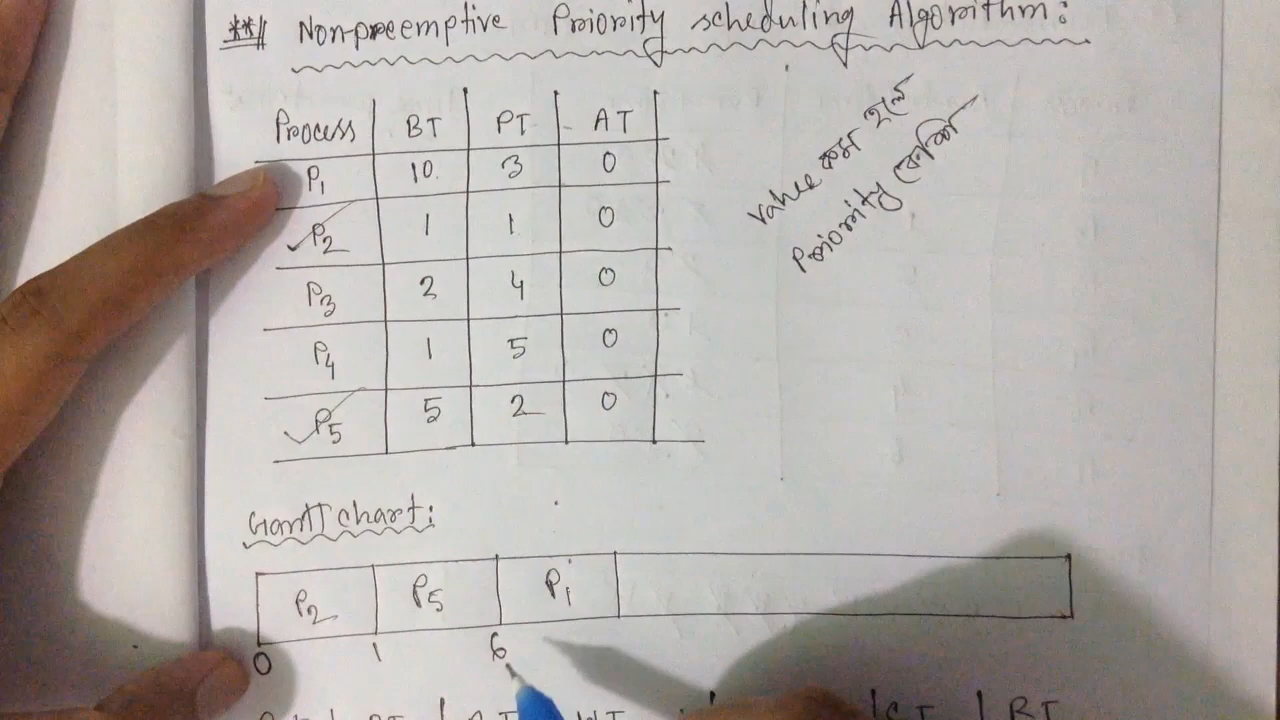 **// Non-preemptive Priority scheduling Algorithm:
Process BT PT AT
P1 10 3 0
P2 1 1 0
P3 2 4 0
P4 1 5 0
P5 5 2 0
value কম হলে
Priority বেশি
Gantt chart:
P2 P5 P1
0 1 6